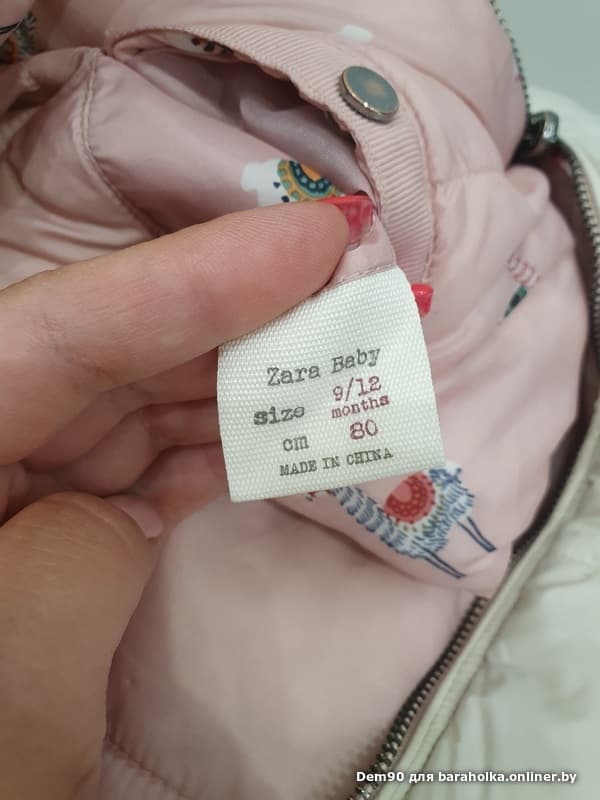 Zara Baby
size 9/12
months
cm 80
MADE IN CHINA
Dem90 для baraholka.onliner.by